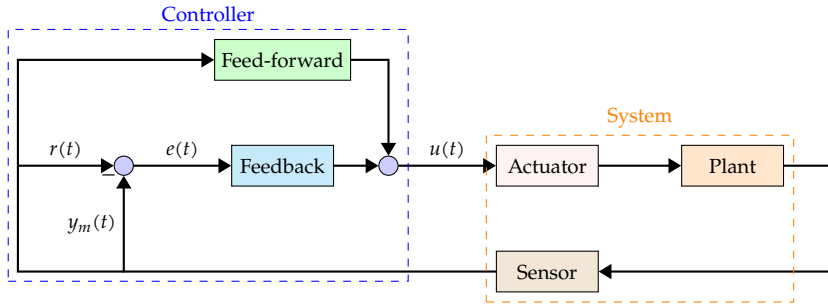 Controller
Feed-forward
System
r(t)
e(t)
Feedback
u(t)
Actuator
Plant
−
y_m(t)
Sensor